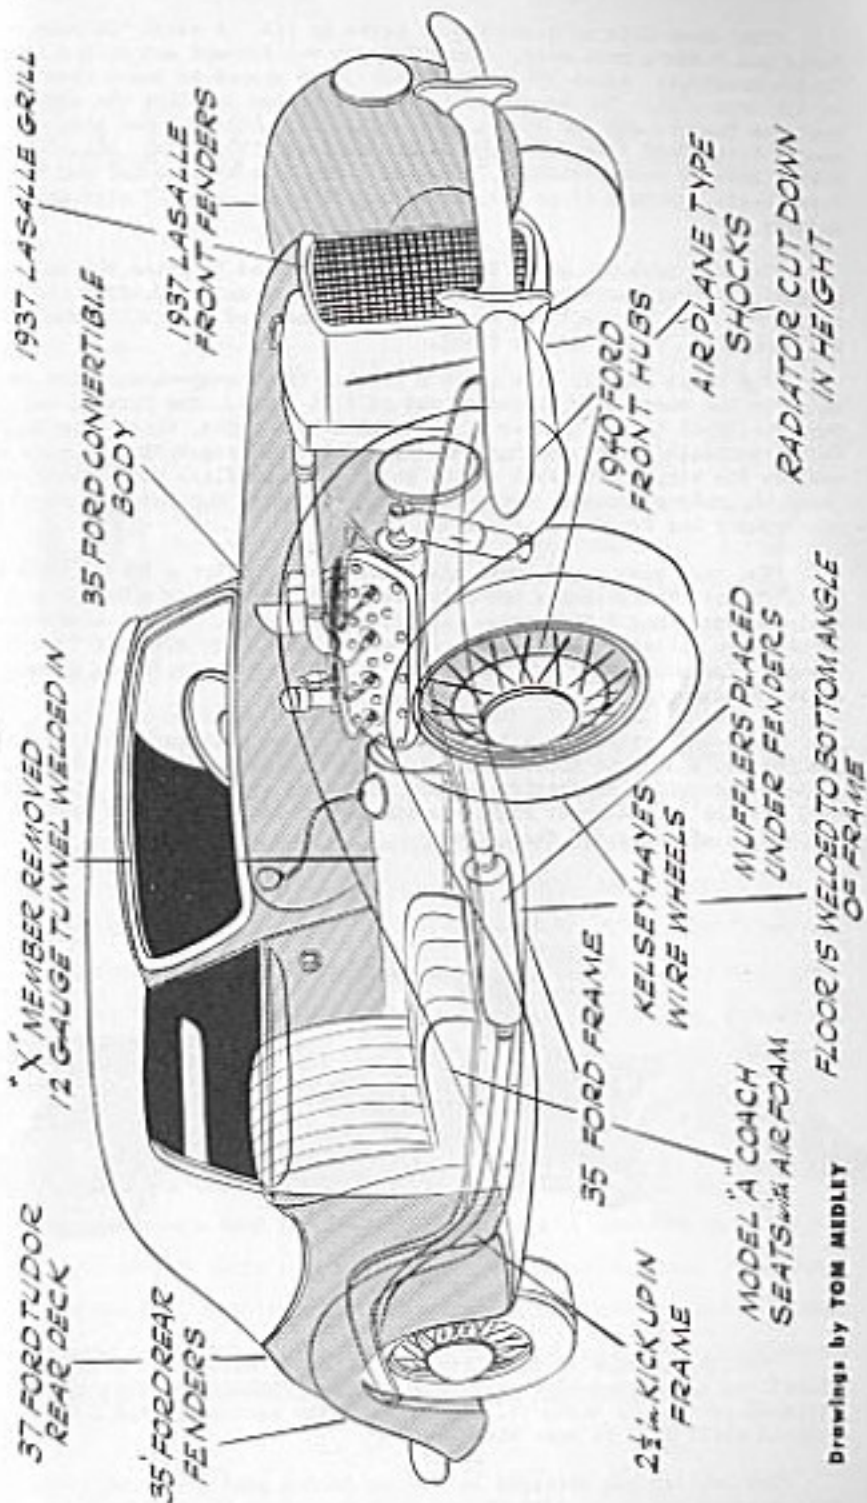 37 FORD TUDOR
REAR DECK
"X" MEMBER REMOVED
12 GAUGE TUNNEL WELDED IN
35 FORD CONVERTIBLE
BODY
1937 LASALLE GRILL
1937 LASALLE
FRONT FENDERS
35' FORD REAR
FENDERS
2½ in. KICK UP IN
FRAME
35 FORD FRAME
KELSEY HAYES
WIRE WHEELS
1940 FORD
FRONT HUBS
AIRPLANE TYPE
SHOCKS
MODEL "A" COACH
SEATS with AIRFOAM
MUFFLERS PLACED
UNDER FENDERS
RADIATOR CUT DOWN
IN HEIGHT
FLOOR IS WELDED TO BOTTOM ANGLE
OF FRAME
Drawings by TOM MEDLEY